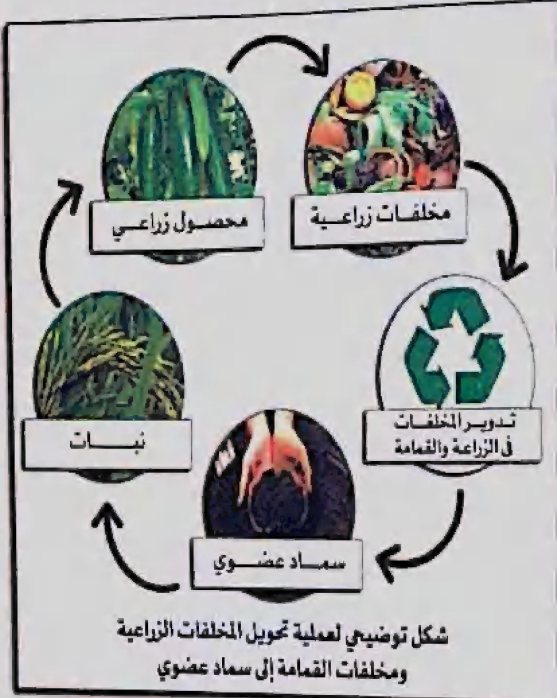 محصول زراعي
مخلفات زراعية
تدوير المخلفات
في الزراعة والقمامة
نبات
سماد عضوي
شكل توضيحي لعملية تحويل المخلفات الزراعية
ومخلفات القمامة إلى سماد عضوي